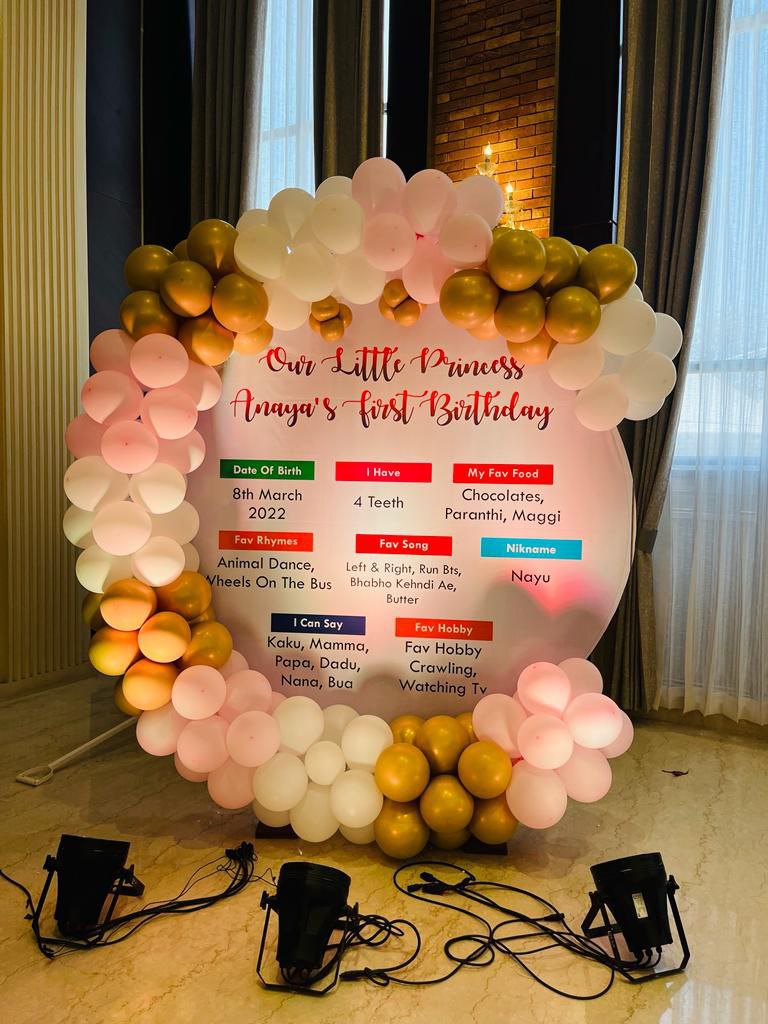 Our Little Princess
Anaya's first Birthday
Date Of Birth
8th March
2022
I Have
4 Teeth
My Fav Food
Chocolates,
Paranthi, Maggi
Fav Rhymes
Animal Dance,
Wheels On The Bus
Fav Song
Left & Right, Run Bts,
Bhabho Kehndi Ae,
Butter
Nikname
Nayu
I Can Say
Kaku, Mamma,
Papa, Dadu,
Nana, Bua
Fav Hobby
Fav Hobby
Crawling,
Watching Tv